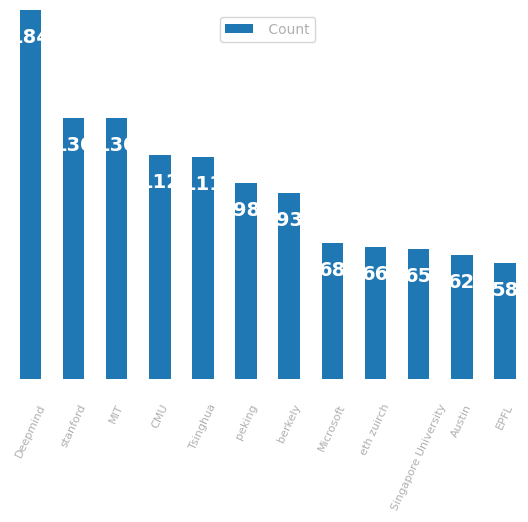 Count
184
130
130
112
111
98
93
68
66
65
62
58
Deepmind
stanford
MIT
CMU
Tsinghua
peking
berkely
Microsoft
eth zuirch
Singapore University
Austin
EPFL